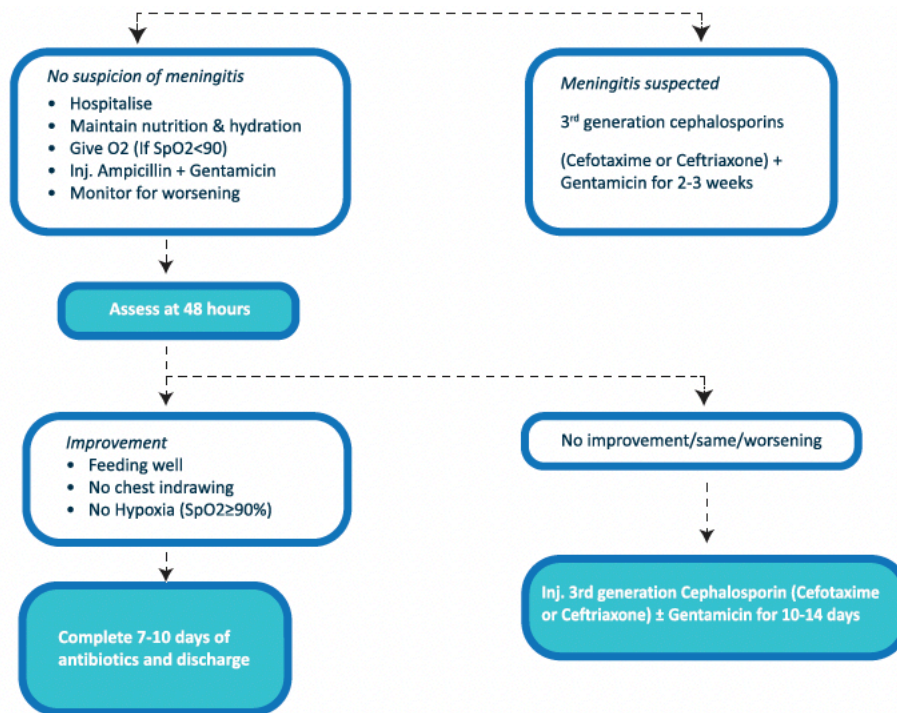 No suspicion of meningitis
• Hospitalise
• Maintain nutrition & hydration
• Give O2 (If SpO2<90)
• Inj. Ampicillin + Gentamicin
• Monitor for worsening
Meningitis suspected
3rd generation cephalosporins
(Cefotaxime or Ceftriaxone) +
Gentamicin for 2-3 weeks
Assess at 48 hours
Improvement
• Feeding well
• No chest indrawing
• No Hypoxia (SpO2≥90%)
No improvement/same/worsening
Complete 7-10 days of
antibiotics and discharge
Inj. 3rd generation Cephalosporin (Cefotaxime
or Ceftriaxone) ± Gentamicin for 10-14 days